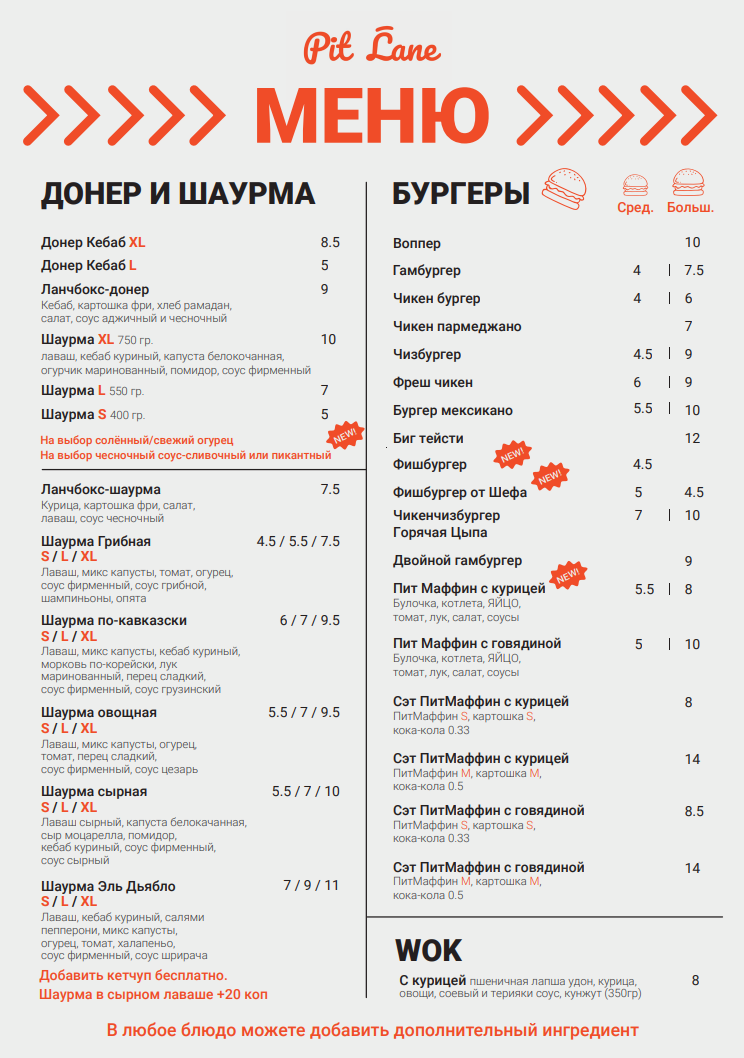 Pit Lane
МЕНЮ
ДОНЕР И ШАУРМА
Донер Кебаб XL 8.5
Донер Кебаб L 5
Ланчбокс-донер 9
Кебаб, картошка фри, хлеб рамадан,
салат, соус аджичный и чесночный
Шаурма XL 750 гр. 10
лаваш, кебаб куриный, капуста белокочанная,
огурчик маринованный, помидор, соус фирменный
Шаурма L 550 гр. 7
Шаурма S 400 гр. 5
На выбор солённый/свежий огурец
NEW!
На выбор чесночный соус-сливочный или пикантный
Ланчбокс-шаурма 7.5
Курица, картошка фри, салат,
лаваш, соус чесночный
Шаурма Грибная 4.5 / 5.5 / 7.5
S / L / XL
Лаваш, микс капусты, томат, огурец,
соус фирменный, соус грибной,
шампиньоны, опята
Шаурма по-кавказски 6 / 7 / 9.5
S / L / XL
Лаваш, микс капусты, кебаб куриный,
морковь по-корейски, лук
маринованный, перец сладкий,
соус фирменный, соус грузинский
Шаурма овощная 5.5 / 7 / 9.5
S / L / XL
Лаваш, микс капусты, огурец,
томат, перец сладкий,
соус фирменный, соус цезарь
Шаурма сырная 5.5 / 7 / 10
S / L / XL
Лаваш сырный, капуста белокачанная,
сыр моцарелла, помидор,
кебаб куриный, соус фирменный,
соус сырный
Шаурма Эль Дьябло 7 / 9 / 11
S / L / XL
Лаваш, кебаб куриный, салями
пепперони, микс капусты,
огурец, томат, халапеньо,
соус фирменный, соус шрирача
Добавить кетчуп бесплатно.
Шаурма в сырном лаваше +20 коп
БУРГЕРЫ
Сред. Больш.
Воппер 10
Гамбургер 4 | 7.5
Чикен бургер 4 | 6
Чикен пармеджано 7
Чизбургер 4.5 | 9
Фреш чикен 6 | 9
Бургер мексикано 5.5 | 10
Биг тейсти 12
Фишбургер NEW! 4.5
Фишбургер от Шефа NEW! 5 4.5
Чикенчизбургер 7 | 10
Горячая Цыпа
Двойной гамбургер 9
Пит Маффин с курицей NEW! 5.5 | 8
Булочка, котлета, ЯЙЦО,
томат, лук, салат, соусы
Пит Маффин с говядиной 5 | 10
Булочка, котлета, ЯЙЦО,
томат, лук, салат, соусы
Сэт ПитМаффин с курицей 8
ПитМаффин S, картошка S,
кока-кола 0.33
Сэт ПитМаффин с курицей 14
ПитМаффин M, картошка M,
кока-кола 0.5
Сэт ПитМаффин с говядиной 8.5
ПитМаффин S, картошка S,
кока-кола 0.33
Сэт ПитМаффин с говядиной 14
ПитМаффин M, картошка M,
кока-кола 0.5
WOK
С курицей пшеничная лапша удон, курица, 8
овощи, соевый и терияки соус, кунжут (350гр)
В любое блюдо можете добавить дополнительный ингредиент